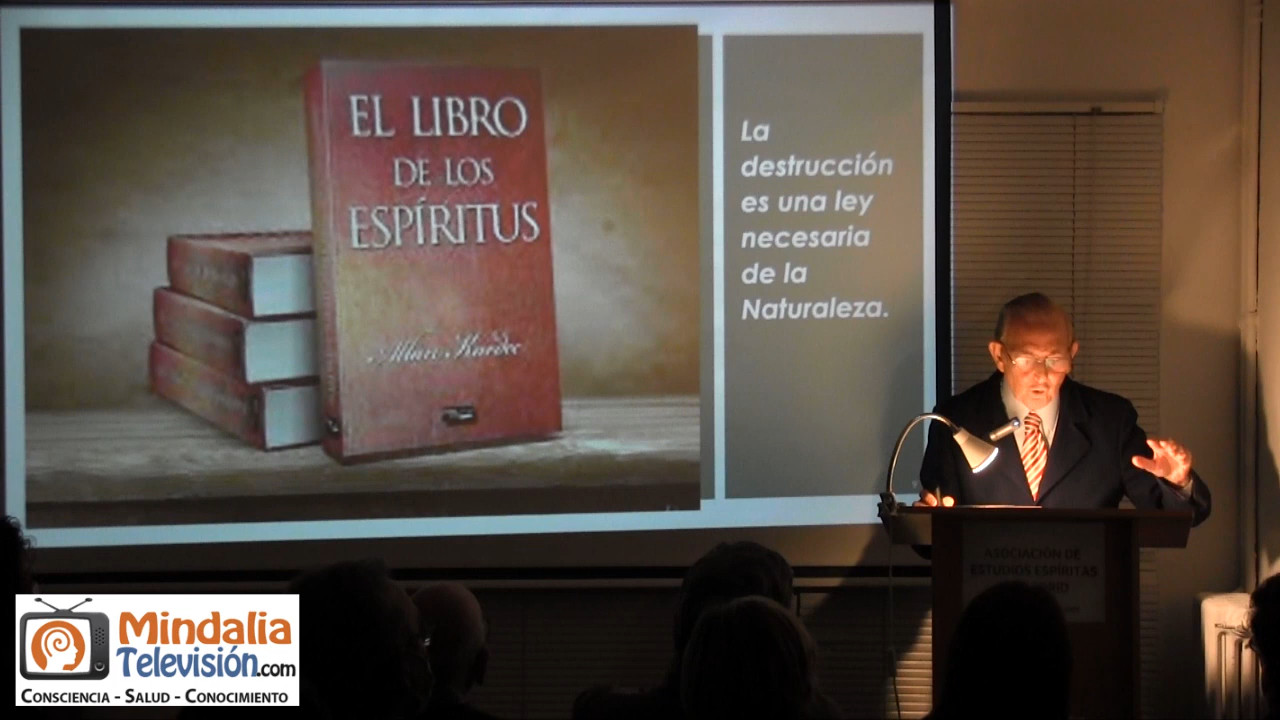 EL LIBRO
DE LOS
ESPÍRITUS
Allan Kardec
La
destrucción
es una ley
necesaria
de la
Naturaleza.
ASOCIACIÓN DE
ESTUDIOS ESPÍRITAS
Mindalia
Televisión.com
CONSCIENCIA - SALUD - CONOCIMIENTO